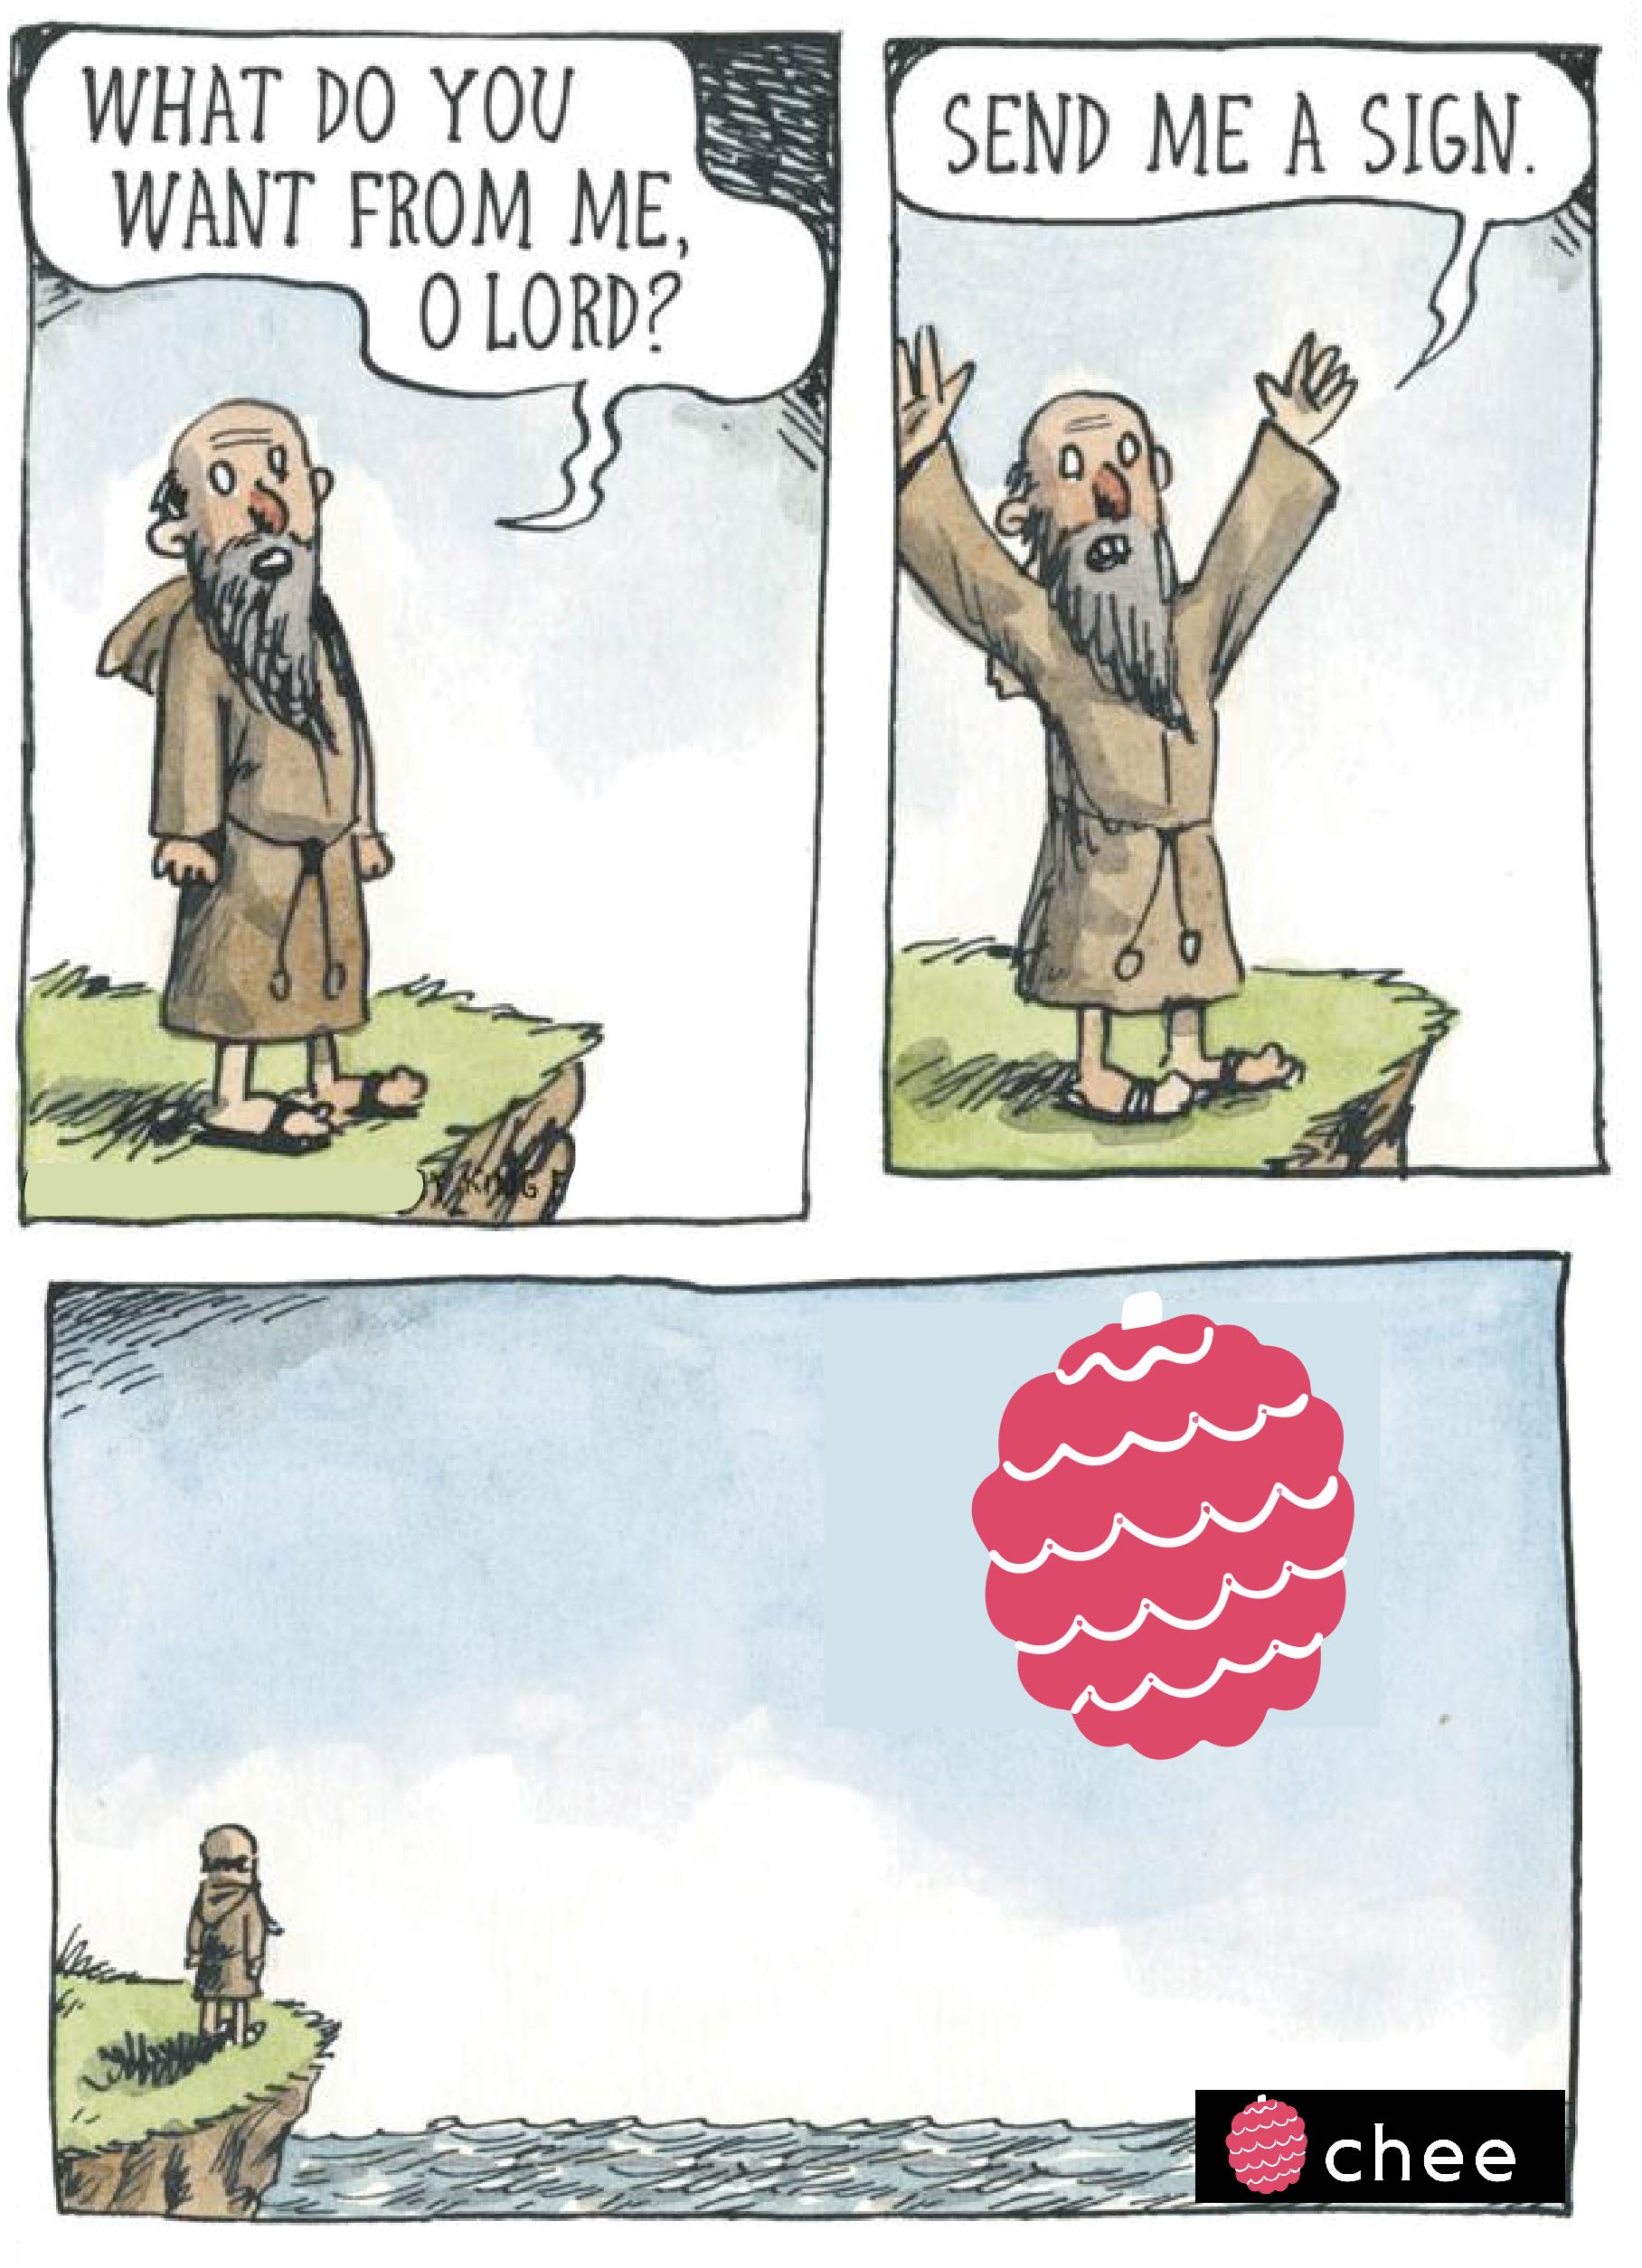 WHAT DO YOU
WANT FROM ME,
O LORD?
SEND ME A SIGN.
chee